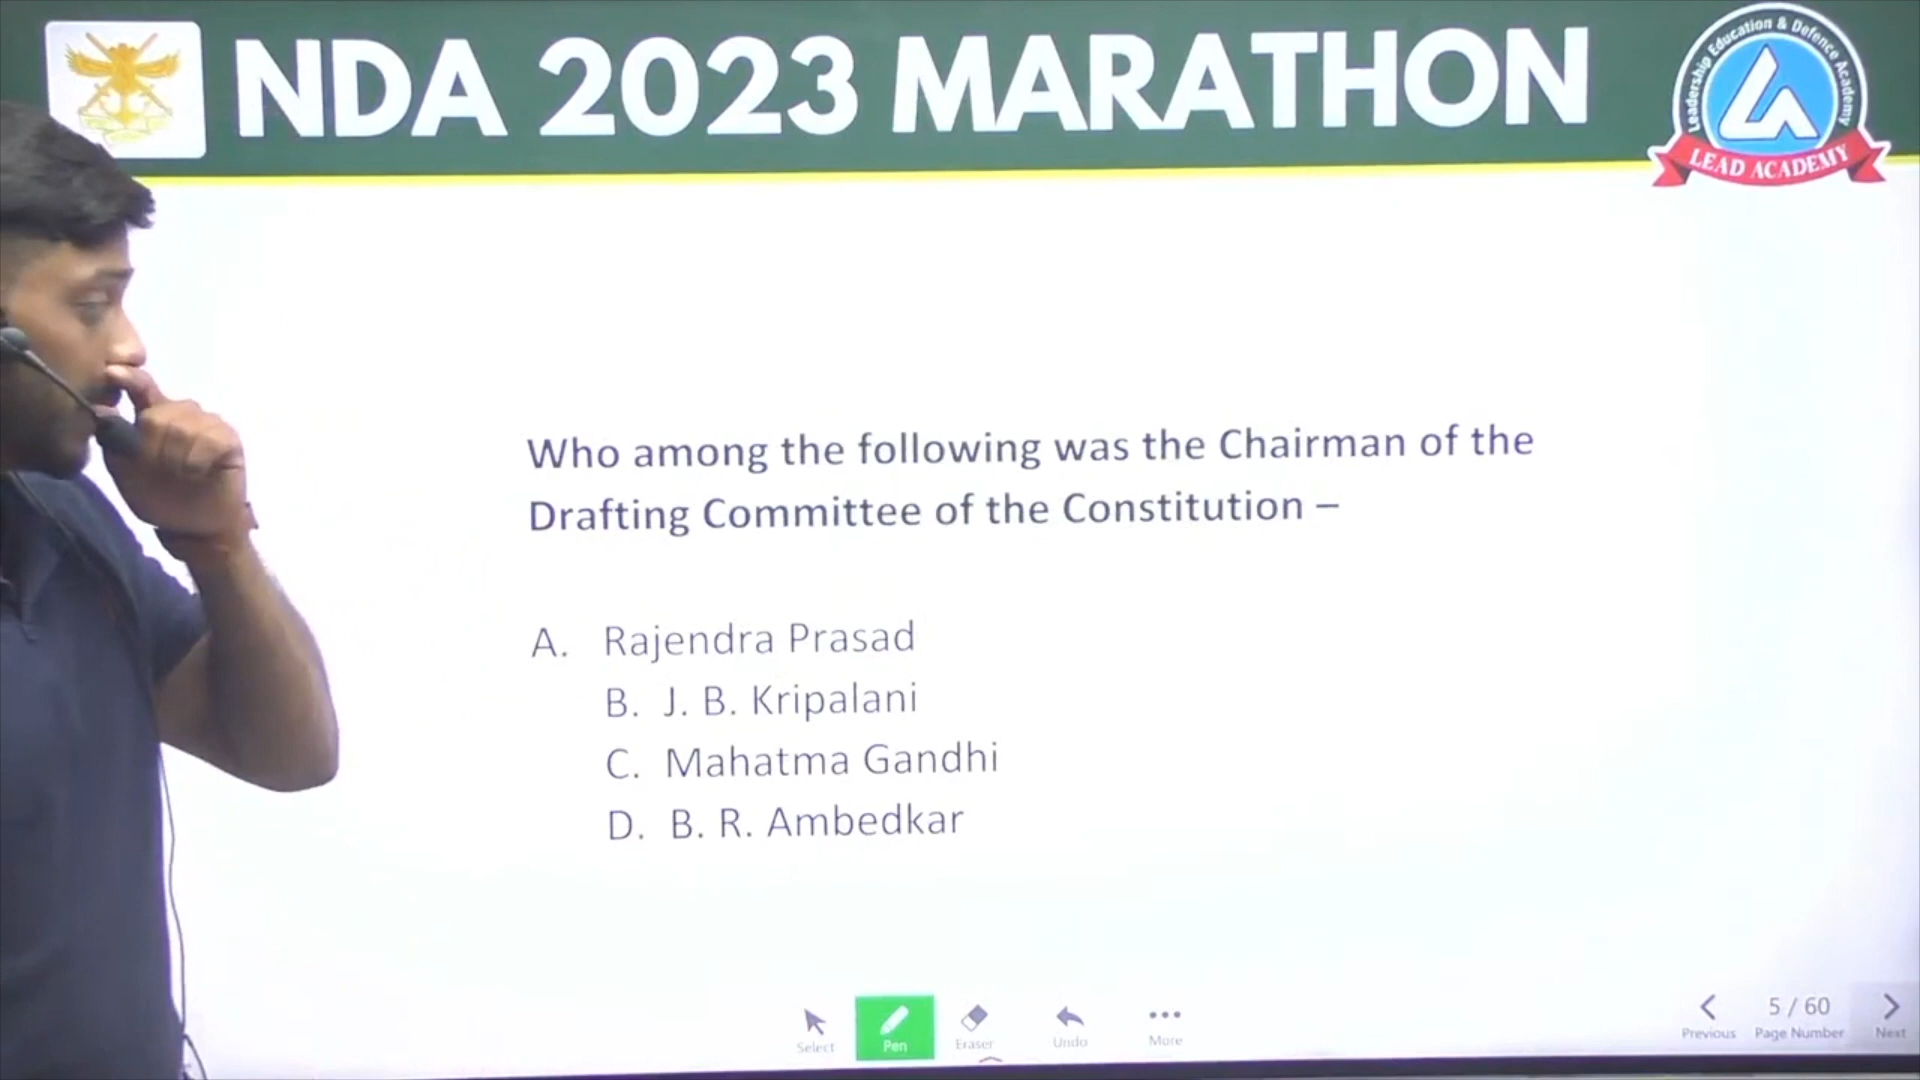 NDA 2023 MARATHON
Leadership Education & Defence Academy
LEAD ACADEMY
Who among the following was the Chairman of the
Drafting Committee of the Constitution –
A. Rajendra Prasad
B. J. B. Kripalani
C. Mahatma Gandhi
D. B. R. Ambedkar
Select
Pen
Eraser
Undo
More
Previous
5 / 60
Page Number
Next